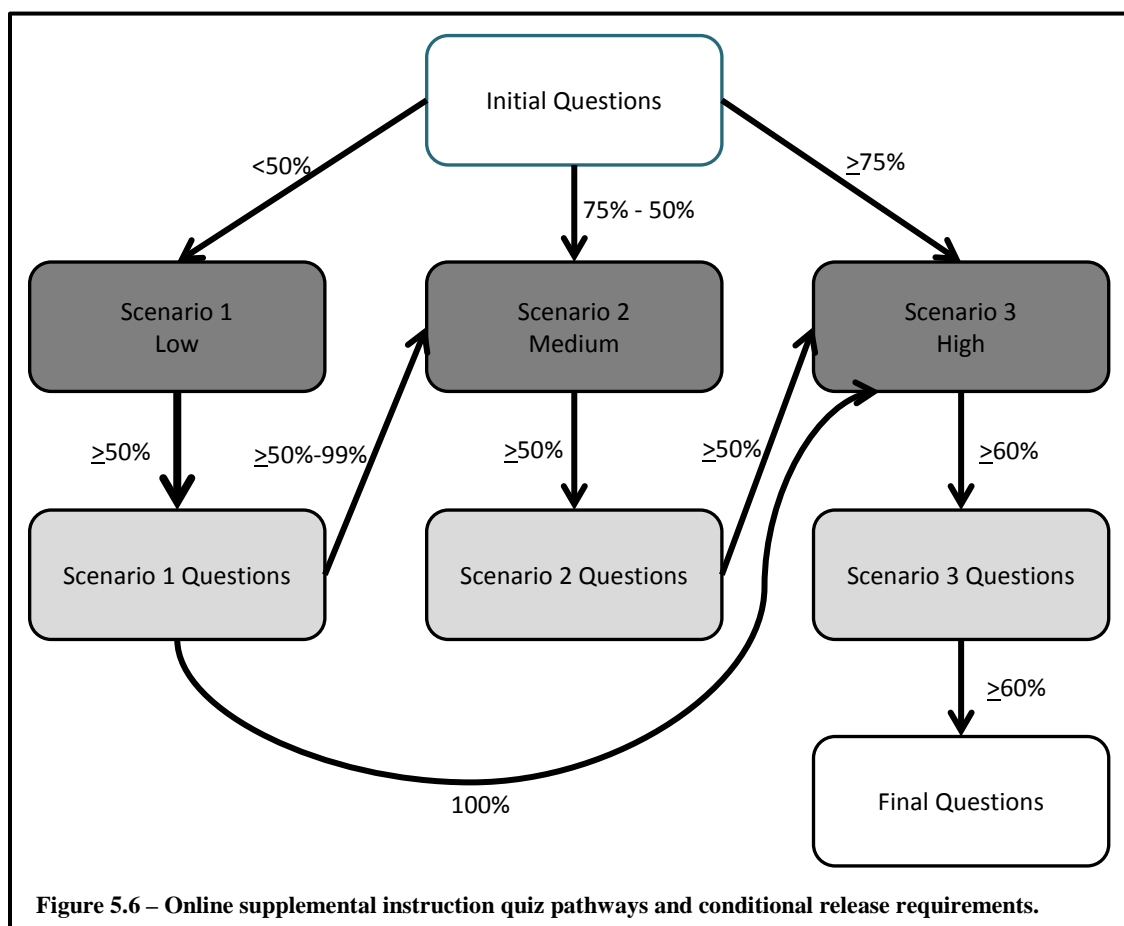 Initial Questions
<50%
≥75%
75% - 50%
Scenario 1
Low
Scenario 2
Medium
Scenario 3
High
≥50%
≥50%-99%
≥50%
≥50%
≥60%
Scenario 1 Questions
Scenario 2 Questions
Scenario 3 Questions
≥60%
100%
Final Questions
Figure 5.6 – Online supplemental instruction quiz pathways and conditional release requirements.